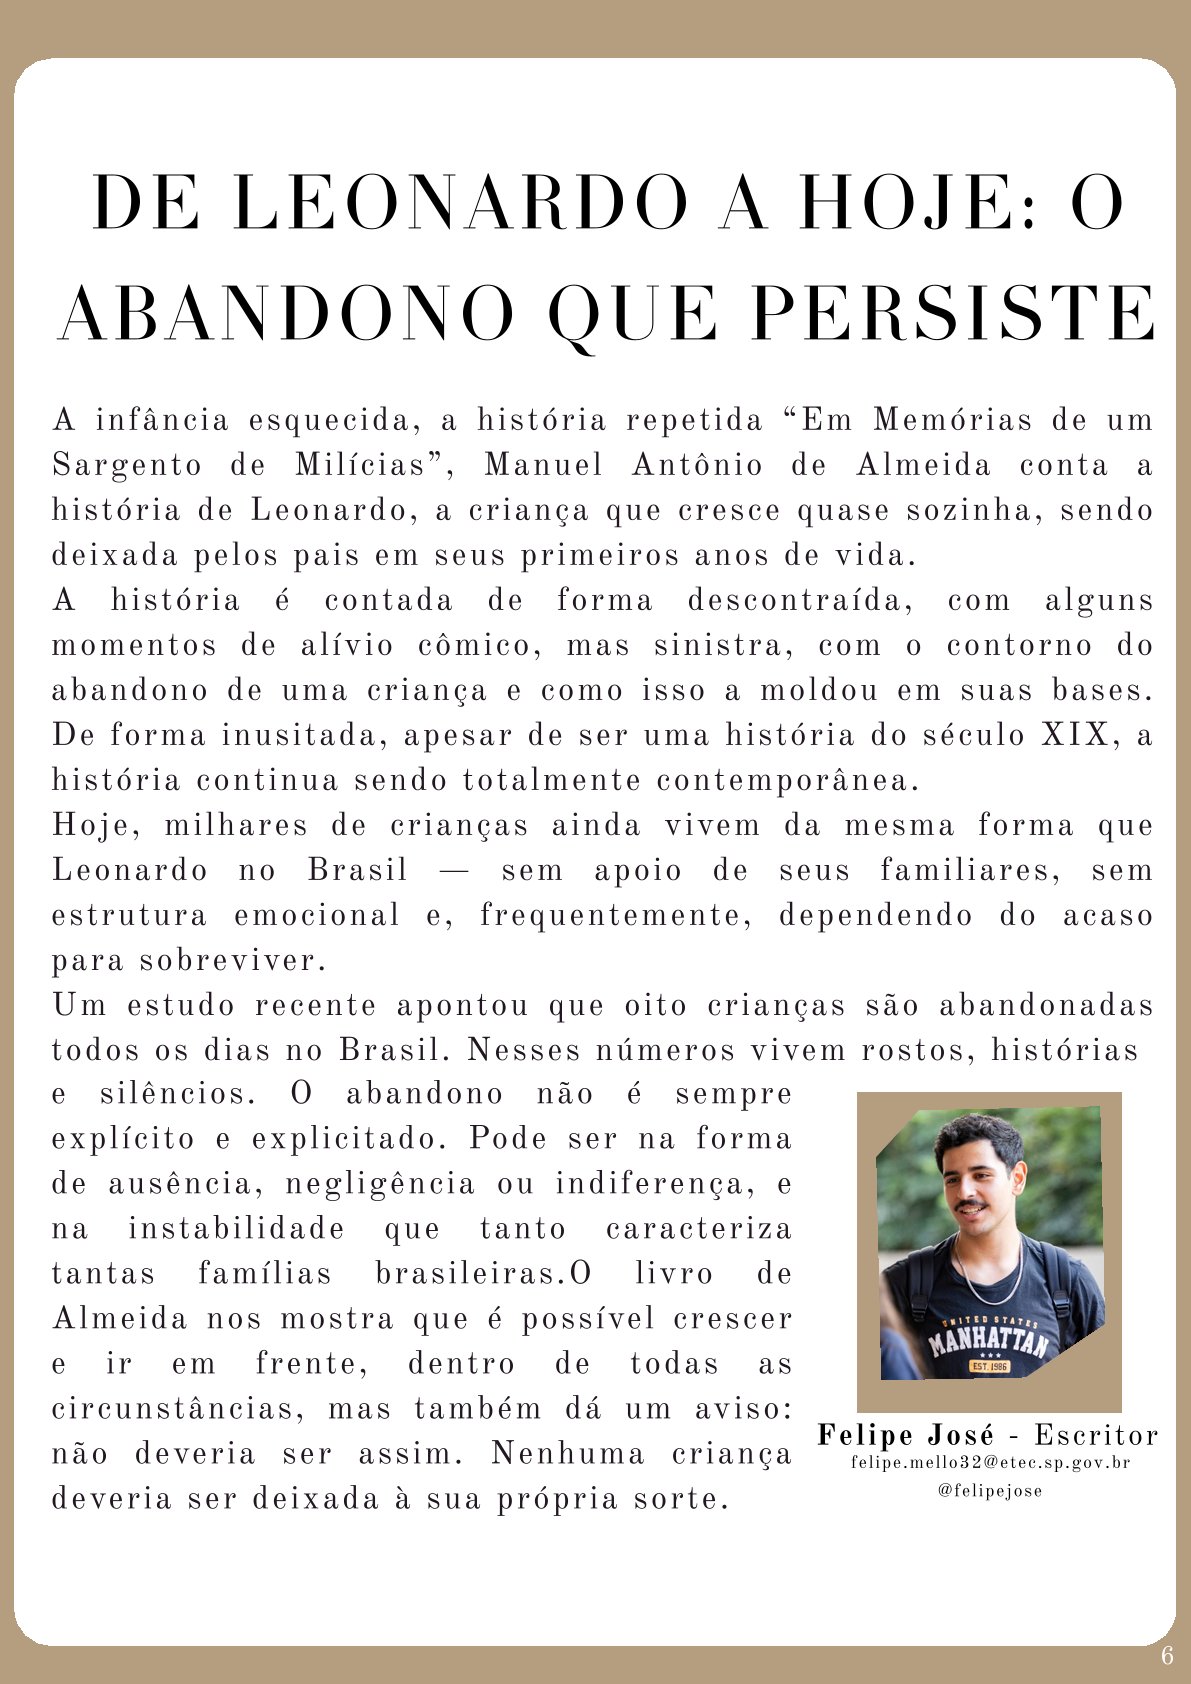 DE LEONARDO A HOJE: O
ABANDONO QUE PERSISTE
A infância esquecida, a história repetida “Em Memórias de um
Sargento de Milícias”, Manuel Antônio de Almeida conta a
história de Leonardo, a criança que cresce quase sozinha, sendo
deixada pelos pais em seus primeiros anos de vida.
A história é contada de forma descontraída, com alguns
momentos de alívio cômico, mas sinistra, com o contorno do
abandono de uma criança e como isso a moldou em suas bases.
De forma inusitada, apesar de ser uma história do século XIX, a
história continua sendo totalmente contemporânea.
Hoje, milhares de crianças ainda vivem da mesma forma que
Leonardo no Brasil — sem apoio de seus familiares, sem
estrutura emocional e, frequentemente, dependendo do acaso
para sobreviver.
Um estudo recente apontou que oito crianças são abandonadas
todos os dias no Brasil. Nesses números vivem rostos, histórias
e silêncios. O abandono não é sempre
explícito e explicitado. Pode ser na forma
de ausência, negligência ou indiferença, e
na instabilidade que tanto caracteriza
tantas famílias brasileiras.O livro de
Almeida nos mostra que é possível crescer
e ir em frente, dentro de todas as
circunstâncias, mas também dá um aviso:
não deveria ser assim. Nenhuma criança
deveria ser deixada à sua própria sorte.
UNITED STATES
MANHATTAN
EST. 1986
Felipe José - Escritor
felipe.mello32@etec.sp.gov.br
@felipejose
6